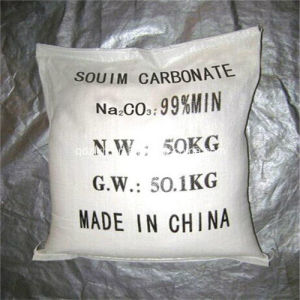 SOUIM CARBONATE
Na₂CO₃:99%MIN
N.W.: 50KG
G.W.: 50.1KG
MADE IN CHINA